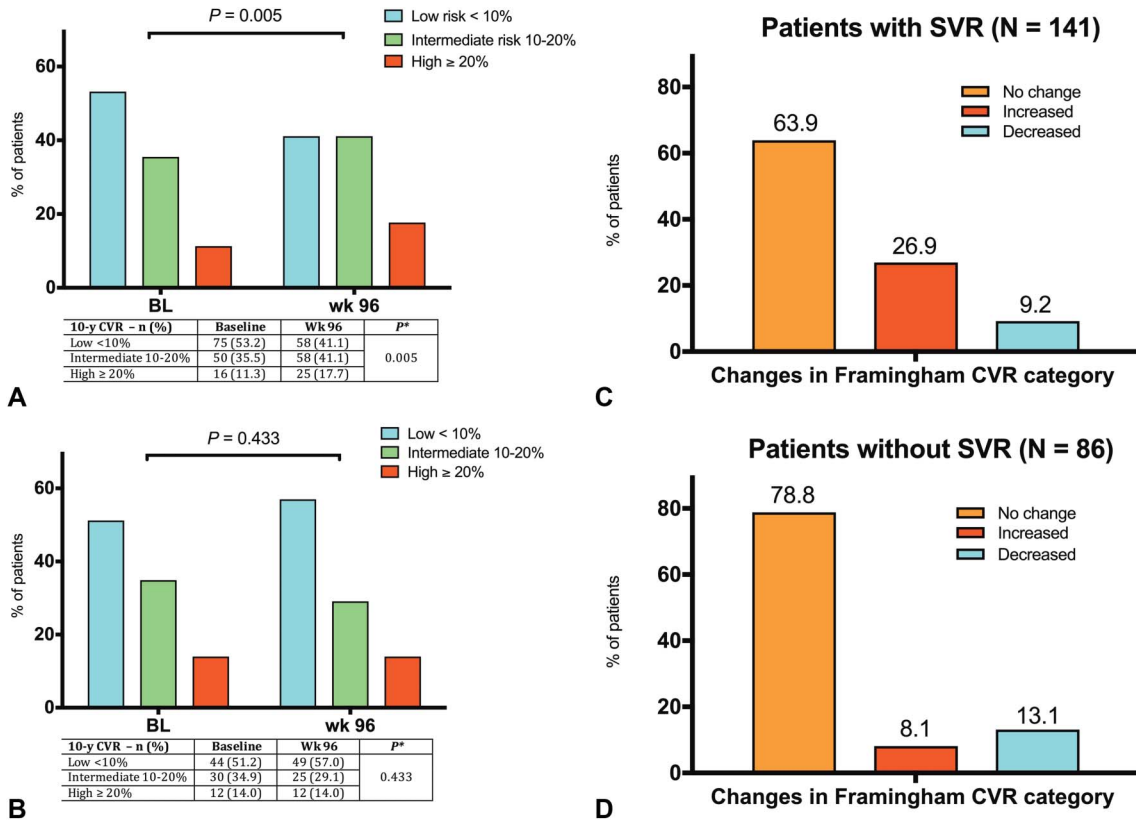 P = 0.005
Low risk < 10%
Intermediate risk 10-20%
High ≥ 20%
% of patients
60
40
20
0
BL wk 96
10-y CVR – n (%) Baseline Wk 96 P*
Low <10% 75 (53.2) 58 (41.1) 0.005
Intermediate 10-20% 50 (35.5) 58 (41.1)
High ≥ 20% 16 (11.3) 25 (17.7)
A
P = 0.433
Low < 10%
Intermediate 10-20%
High ≥ 20%
% of patients
60
40
20
0
BL wk 96
10-y CVR – n (%) Baseline Wk 96 P*
Low <10% 44 (51.2) 49 (57.0) 0.433
Intermediate 10-20% 30 (34.9) 25 (29.1)
High ≥ 20% 12 (14.0) 12 (14.0)
B
Patients with SVR (N = 141)
No change
Increased
Decreased
% of patients
80
60
40
20
0
63.9
26.9
9.2
Changes in Framingham CVR category
C
Patients without SVR (N = 86)
No change
Increased
Decreased
% of patients
80
60
40
20
0
78.8
8.1
13.1
Changes in Framingham CVR category
D